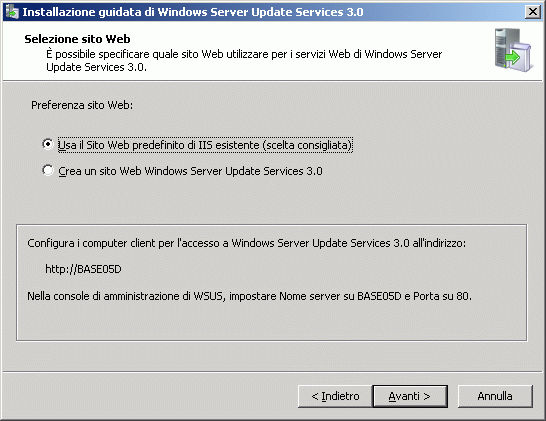 Installazione guidata di Windows Server Update Services 3.0
Selezione sito Web
È possibile specificare quale sito Web utilizzare per i servizi Web di Windows Server
Update Services 3.0.
Preferenza sito Web:
Usa il Sito Web predefinito di IIS esistente (scelta consigliata)
Crea un sito Web Windows Server Update Services 3.0
Configura i computer client per l'accesso a Windows Server Update Services 3.0 all'indirizzo:
http://BASE05D
Nella console di amministrazione di WSUS, impostare Nome server su BASE05D e Porta su 80.
< Indietro
Avanti >
Annulla